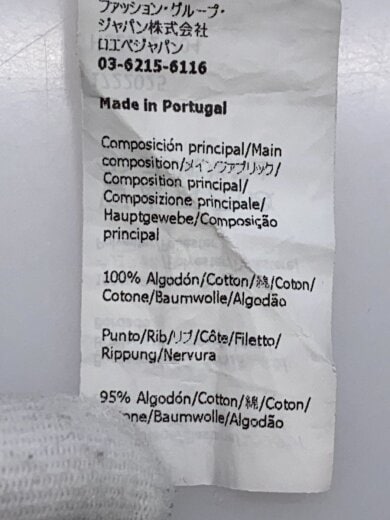 ファッション・グループ・
ジャパン株式会社
ロエベジャパン
03-6215-6116
Made in Portugal
Composición principal/Main
composition/メインファブリック/
Composition principal/
Composizione principale/
Hauptgewebe/Composição
principal
100% Algodón/Cotton/綿/Coton/
Cotone/Baumwolle/Algodão
Punto/Rib/リブ/Côte/Filetto/
Rippung/Nervura
95% Algodón/Cotton/綿/Coton/
one/Baumwolle/Algodão